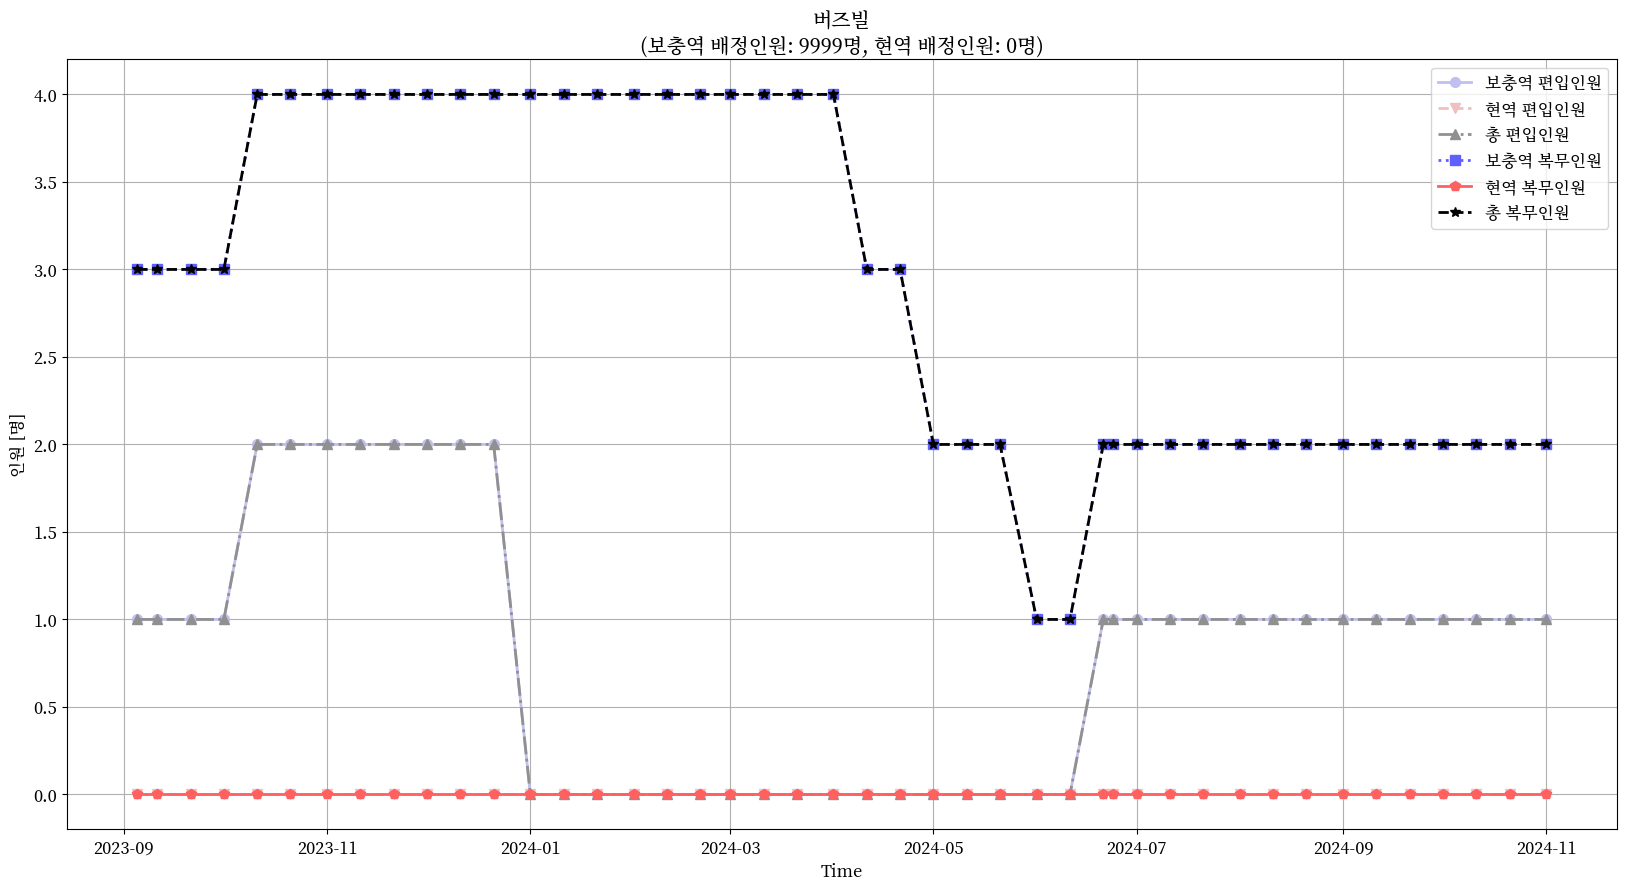 버즈빌
(보충역 배정인원: 9999명, 현역 배정인원: 0명)
보충역 편입인원
현역 편입인원
총 편입인원
보충역 복무인원
현역 복무인원
총 복무인원
인원 [명]
4.0
3.5
3.0
2.5
2.0
1.5
1.0
0.5
0.0
2023-09
2023-11
2024-01
2024-03
2024-05
2024-07
2024-09
2024-11
Time